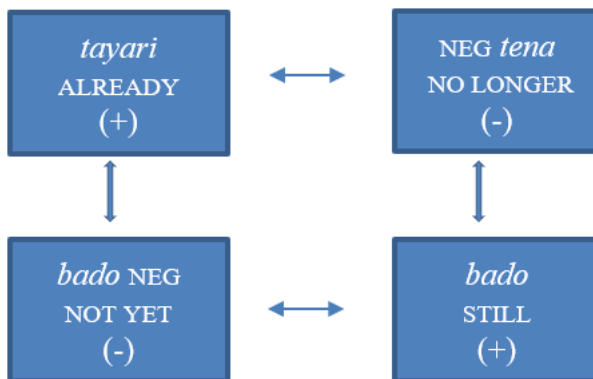 tayari
ALREADY
(+)
NEG tena
NO LONGER
(-)
bado NEG
NOT YET
(-)
bado
STILL
(+)